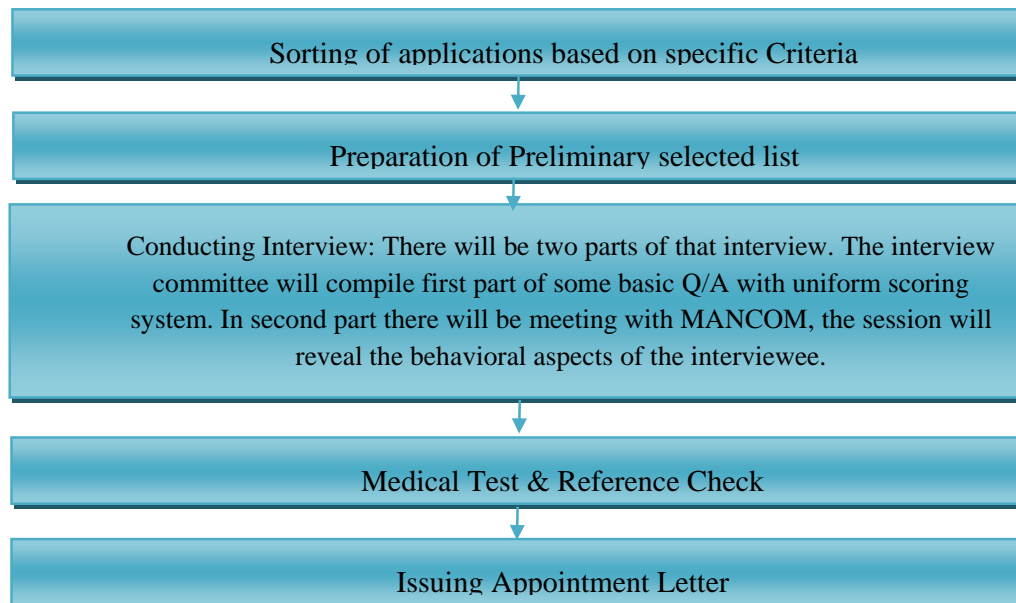 Sorting of applications based on specific Criteria
Preparation of Preliminary selected list
Conducting Interview: There will be two parts of that interview. The interview
committee will compile first part of some basic Q/A with uniform scoring
system. In second part there will be meeting with MANCOM, the session will
reveal the behavioral aspects of the interviewee.
Medical Test & Reference Check
Issuing Appointment Letter